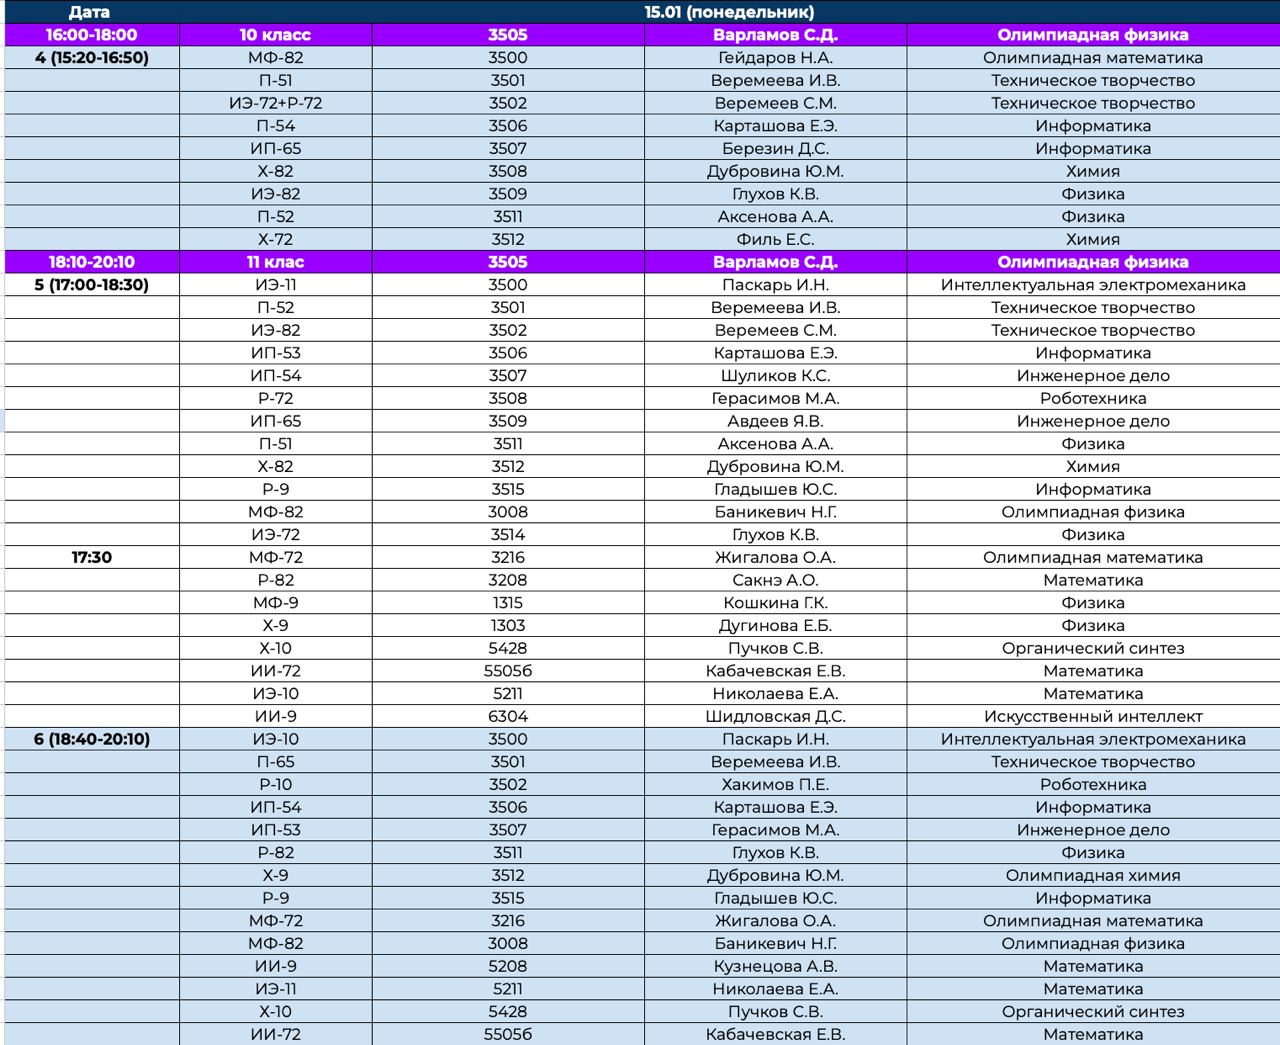 Дата 15.01 (понедельник)
16:00-18:00 10 класс 3505 Варламов С.Д. Олимпиадная физика
4 (15:20-16:50) МФ-82 3500 Гейдаров Н.А. Олимпиадная математика
П-51 3501 Веремеева И.В. Техническое творчество
ИЭ-72+Р-72 3502 Веремеев С.М. Техническое творчество
П-54 3506 Карташова Е.Э. Информатика
ИП-65 3507 Березин Д.С. Информатика
Х-82 3508 Дубровина Ю.М. Химия
ИЭ-82 3509 Глухов К.В. Физика
П-52 3511 Аксенова А.А. Физика
Х-72 3512 Филь Е.С. Химия
18:10-20:10 11 клас 3505 Варламов С.Д. Олимпиадная физика
5 (17:00-18:30) ИЭ-11 3500 Паскарь И.Н. Интеллектуальная электромеханика
П-52 3501 Веремеева И.В. Техническое творчество
ИЭ-82 3502 Веремеев С.М. Техническое творчество
ИП-53 3506 Карташова Е.Э. Информатика
ИП-54 3507 Шуликов К.С. Инженерное дело
Р-72 3508 Герасимов М.А. Роботехника
ИП-65 3509 Авдеев Я.В. Инженерное дело
П-51 3511 Аксенова А.А. Физика
Х-82 3512 Дубровина Ю.М. Химия
Р-9 3515 Гладышев Ю.С. Информатика
МФ-82 3008 Баникевич Н.Г. Олимпиадная физика
ИЭ-72 3514 Глухов К.В. Физика
17:30 МФ-72 3216 Жигалова О.А. Олимпиадная математика
Р-82 3208 Сакнэ А.О. Математика
МФ-9 1315 Кошкина Г.К. Физика
Х-9 1303 Дугинова Е.Б. Физика
Х-10 5428 Пучков С.В. Органический синтез
ИИ-72 5505б Кабачевская Е.В. Математика
ИЭ-10 5211 Николаева Е.А. Математика
ИИ-9 6304 Шидловская Д.С. Искусственный интеллект
6 (18:40-20:10) ИЭ-10 3500 Паскарь И.Н. Интеллектуальная электромеханика
П-65 3501 Веремеева И.В. Техническое творчество
Р-10 3502 Хакимов П.Е. Роботехника
ИП-54 3506 Карташова Е.Э. Информатика
ИП-53 3507 Герасимов М.А. Инженерное дело
Р-82 3511 Глухов К.В. Физика
Х-9 3512 Дубровина Ю.М. Олимпиадная химия
Р-9 3515 Гладышев Ю.С. Информатика
МФ-72 3216 Жигалова О.А. Олимпиадная математика
МФ-82 3008 Баникевич Н.Г. Олимпиадная физика
ИИ-9 5208 Кузнецова А.В. Математика
ИЭ-11 5211 Николаева Е.А. Математика
Х-10 5428 Пучков С.В. Органический синтез
ИИ-72 5505б Кабачевская Е.В. Математика